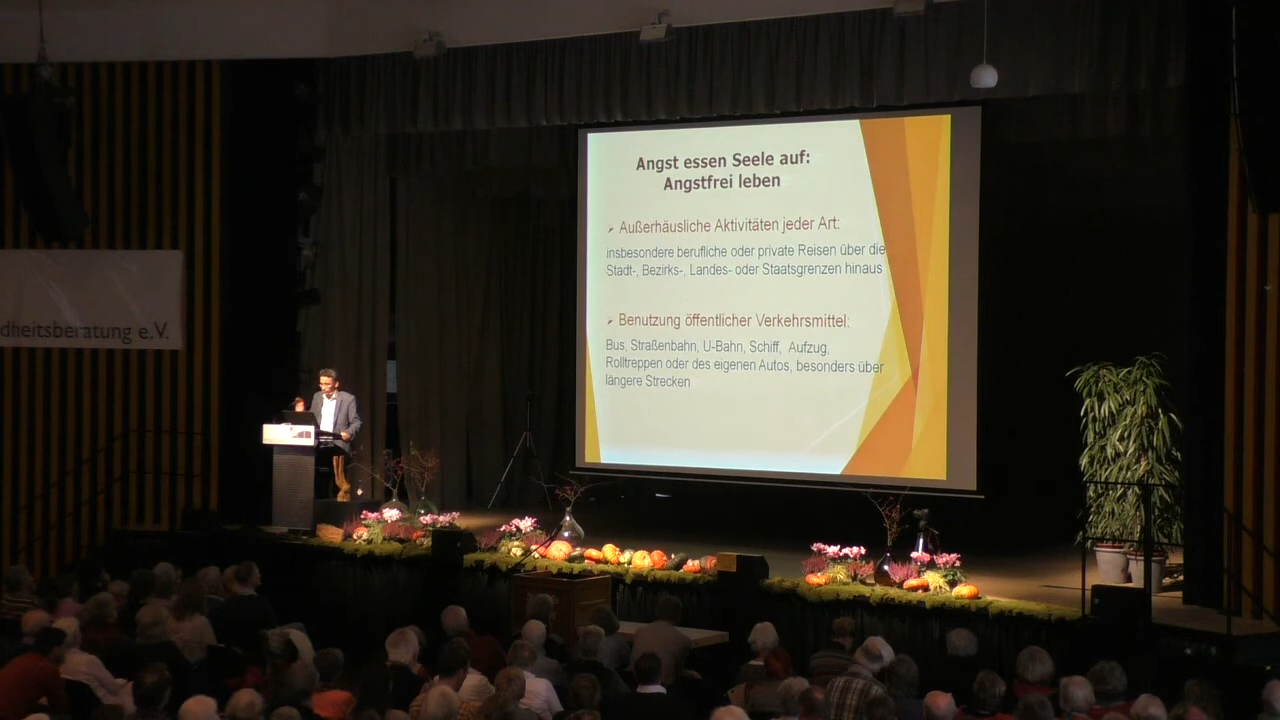 Angst essen Seele auf:
Angstfrei leben
➢ Außerhäusliche Aktivitäten jeder Art:
insbesondere berufliche oder private Reisen über die
Stadt-, Bezirks-, Landes- oder Staatsgrenzen hinaus
➢ Benutzung öffentlicher Verkehrsmittel:
Bus, Straßenbahn, U-Bahn, Schiff, Aufzug,
Rolltreppen oder des eigenen Autos, besonders über
längere Strecken
dheitsberatung e.V.